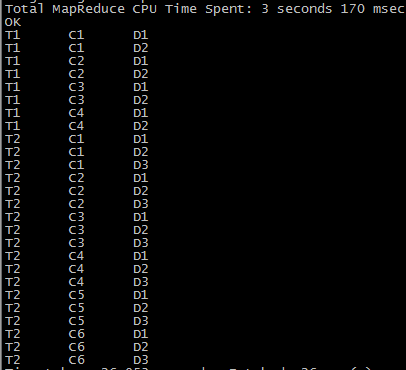 Total MapReduce CPU Time Spent: 3 seconds 170 msec
OK
T1 C1 D1
T1 C1 D2
T1 C2 D1
T1 C2 D2
T1 C3 D1
T1 C3 D2
T1 C4 D1
T1 C4 D2
T2 C1 D1
T2 C1 D2
T2 C1 D3
T2 C2 D1
T2 C2 D2
T2 C2 D3
T2 C3 D1
T2 C3 D2
T2 C3 D3
T2 C4 D1
T2 C4 D2
T2 C4 D3
T2 C5 D1
T2 C5 D2
T2 C5 D3
T2 C6 D1
T2 C6 D2
T2 C6 D3